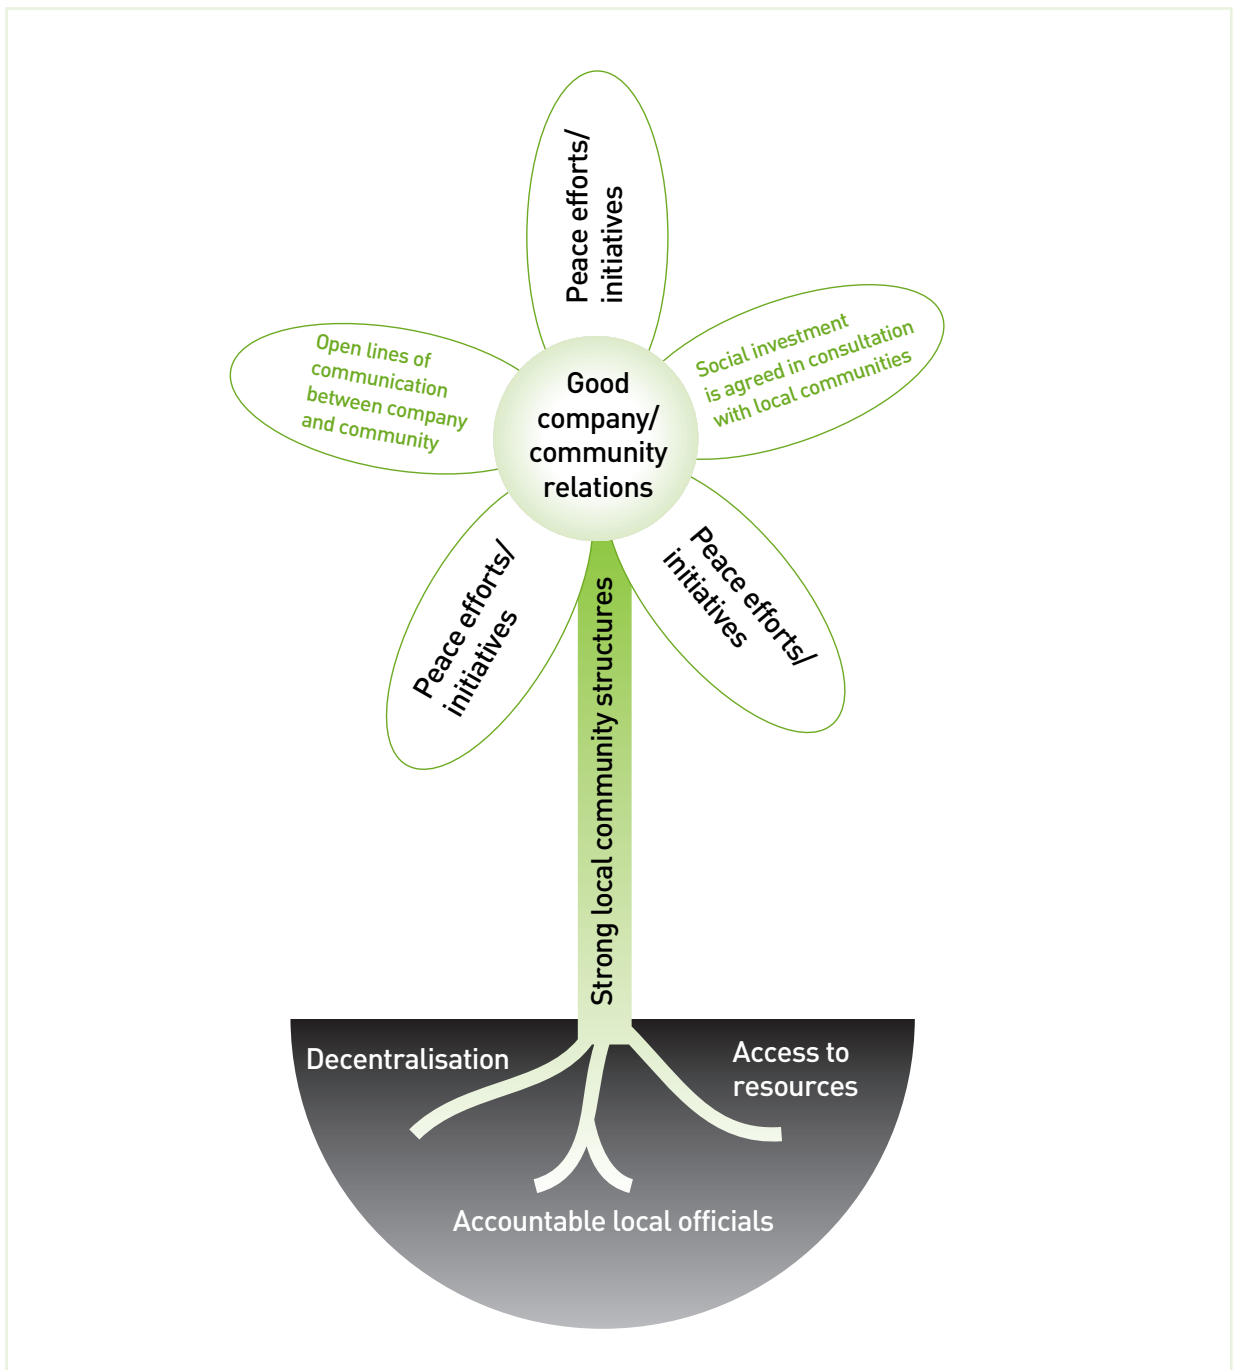 Peace efforts/
initiatives
Open lines of
communication
between company
and community
Social investment
is agreed in consultation
with local communities
Good
company/
community
relations
Peace efforts/
initiatives
Peace efforts/
initiatives
Strong local community structures
Decentralisation
Access to
resources
Accountable local officials